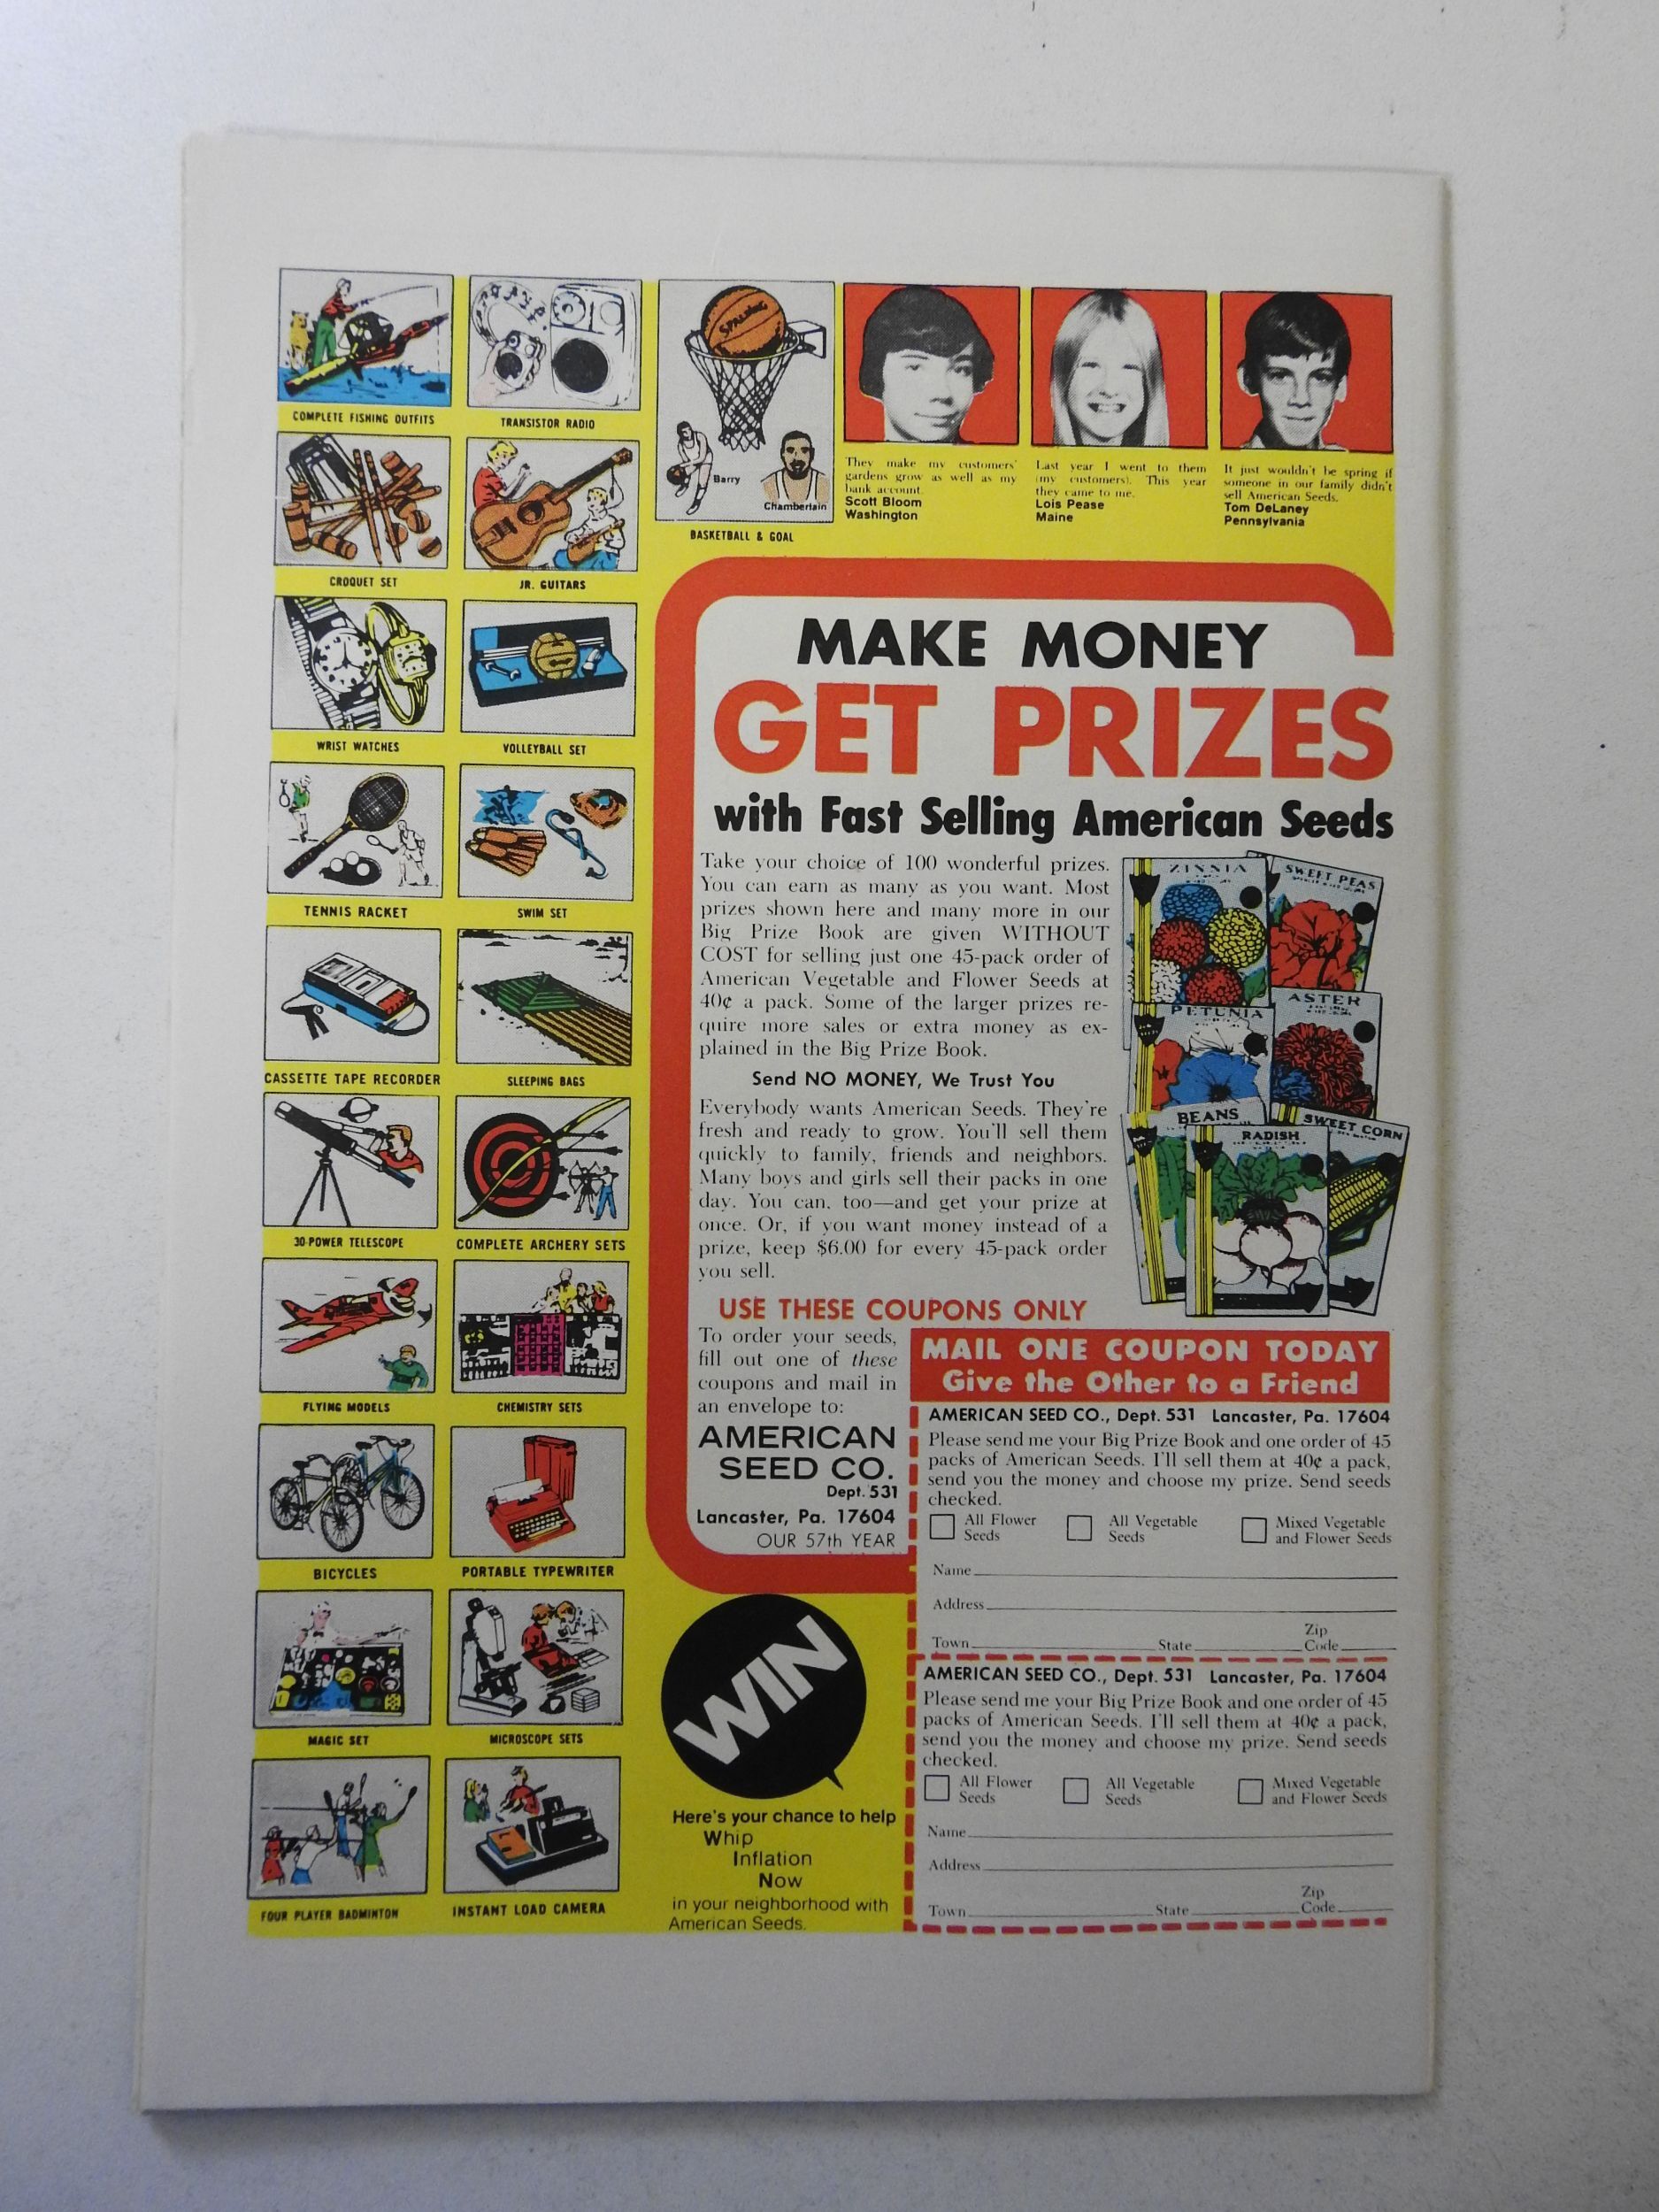 COMPLETE FISHING OUTFITS
TRANSISTOR RADIO
SPALDING
Barry
Chamberlain
BASKETBALL & GOAL
CROQUET SET
JR. GUITARS
WRIST WATCHES
VOLLEYBALL SET
TENNIS RACKET
SWIM SET
CASSETTE TAPE RECORDER
SLEEPING BAGS
30-POWER TELESCOPE
COMPLETE ARCHERY SETS
FLYING MODELS
CHEMISTRY SETS
BICYCLES
PORTABLE TYPEWRITER
MAGIC SET
MICROSCOPE SETS
FOUR PLAYER BADMINTON
INSTANT LOAD CAMERA
They make my customers'
gardens grow as well as my
bank account.
Scott Bloom
Washington
Last year I went to them
(my customers). This year
they came to me.
Lois Pease
Maine
It just wouldn't be spring if
someone in our family didn't
sell American Seeds.
Tom DeLaney
Pennsylvania
MAKE MONEY
GET PRIZES
with Fast Selling American Seeds
Take your choice of 100 wonderful prizes.
You can earn as many as you want. Most
prizes shown here and many more in our
Big Prize Book are given WITHOUT
COST for selling just one 45-pack order of
American Vegetable and Flower Seeds at
40¢ a pack. Some of the larger prizes re-
quire more sales or extra money as ex-
plained in the Big Prize Book.
Send NO MONEY, We Trust You
Everybody wants American Seeds. They're
fresh and ready to grow. You'll sell them
quickly to family, friends and neighbors.
Many boys and girls sell their packs in one
day. You can, too—and get your prize at
once. Or, if you want money instead of a
prize, keep $6.00 for every 45-pack order
you sell.
ZINNIA
SWEET PEAS
PETUNIA
ASTER
BEANS
RADISH
SWEET CORN
USE THESE COUPONS ONLY
To order your seeds,
fill out one of these
coupons and mail in
an envelope to:
AMERICAN
SEED CO.
Dept. 531
Lancaster, Pa. 17604
OUR 57th YEAR
MAIL ONE COUPON TODAY
Give the Other to a Friend
AMERICAN SEED CO., Dept. 531 Lancaster, Pa. 17604
Please send me your Big Prize Book and one order of 45
packs of American Seeds. I'll sell them at 40¢ a pack,
send you the money and choose my prize. Send seeds
checked.
All Flower
Seeds
All Vegetable
Seeds
Mixed Vegetable
and Flower Seeds
Name
Address
Town State Zip
Code
AMERICAN SEED CO., Dept. 531 Lancaster, Pa. 17604
Please send me your Big Prize Book and one order of 45
packs of American Seeds. I'll sell them at 40¢ a pack,
send you the money and choose my prize. Send seeds
checked.
All Flower
Seeds
All Vegetable
Seeds
Mixed Vegetable
and Flower Seeds
Name
Address
Town State Zip
Code
WIN
Here's your chance to help
Whip
Inflation
Now
in your neighborhood with
American Seeds.